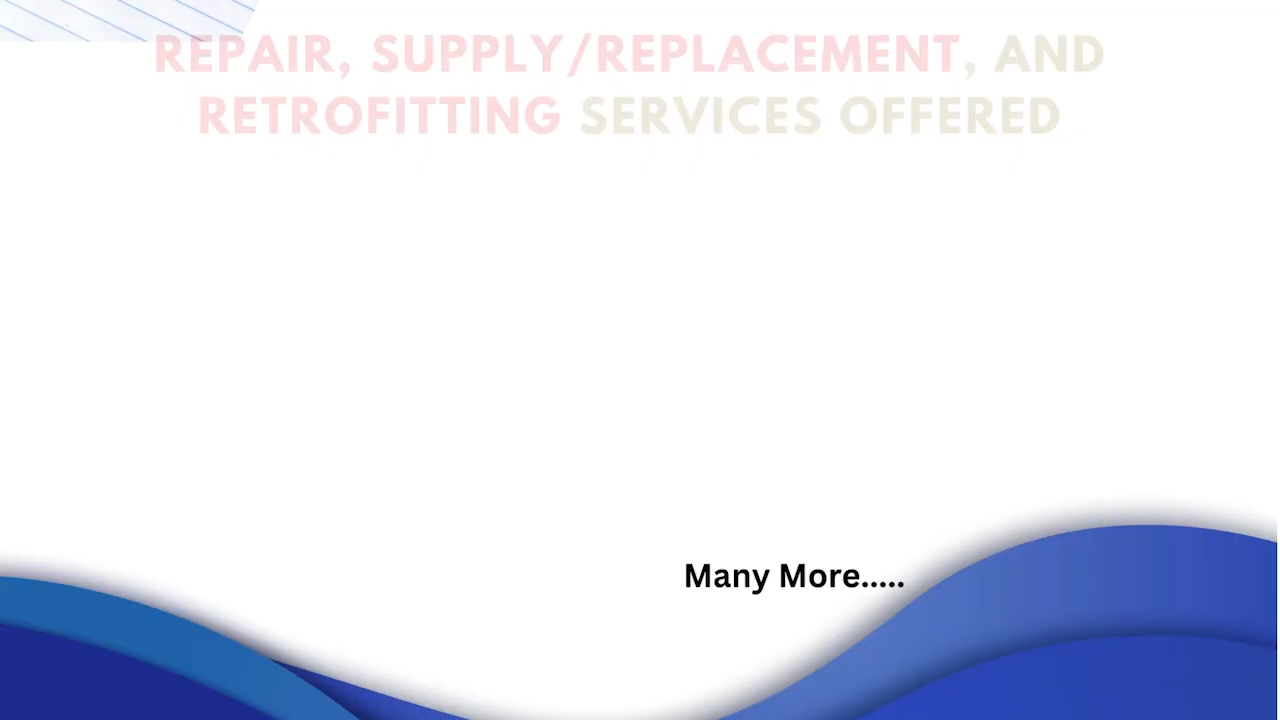 REPAIR, SUPPLY/REPLACEMENT, AND
RETROFITTING SERVICES OFFERED
Many More.....